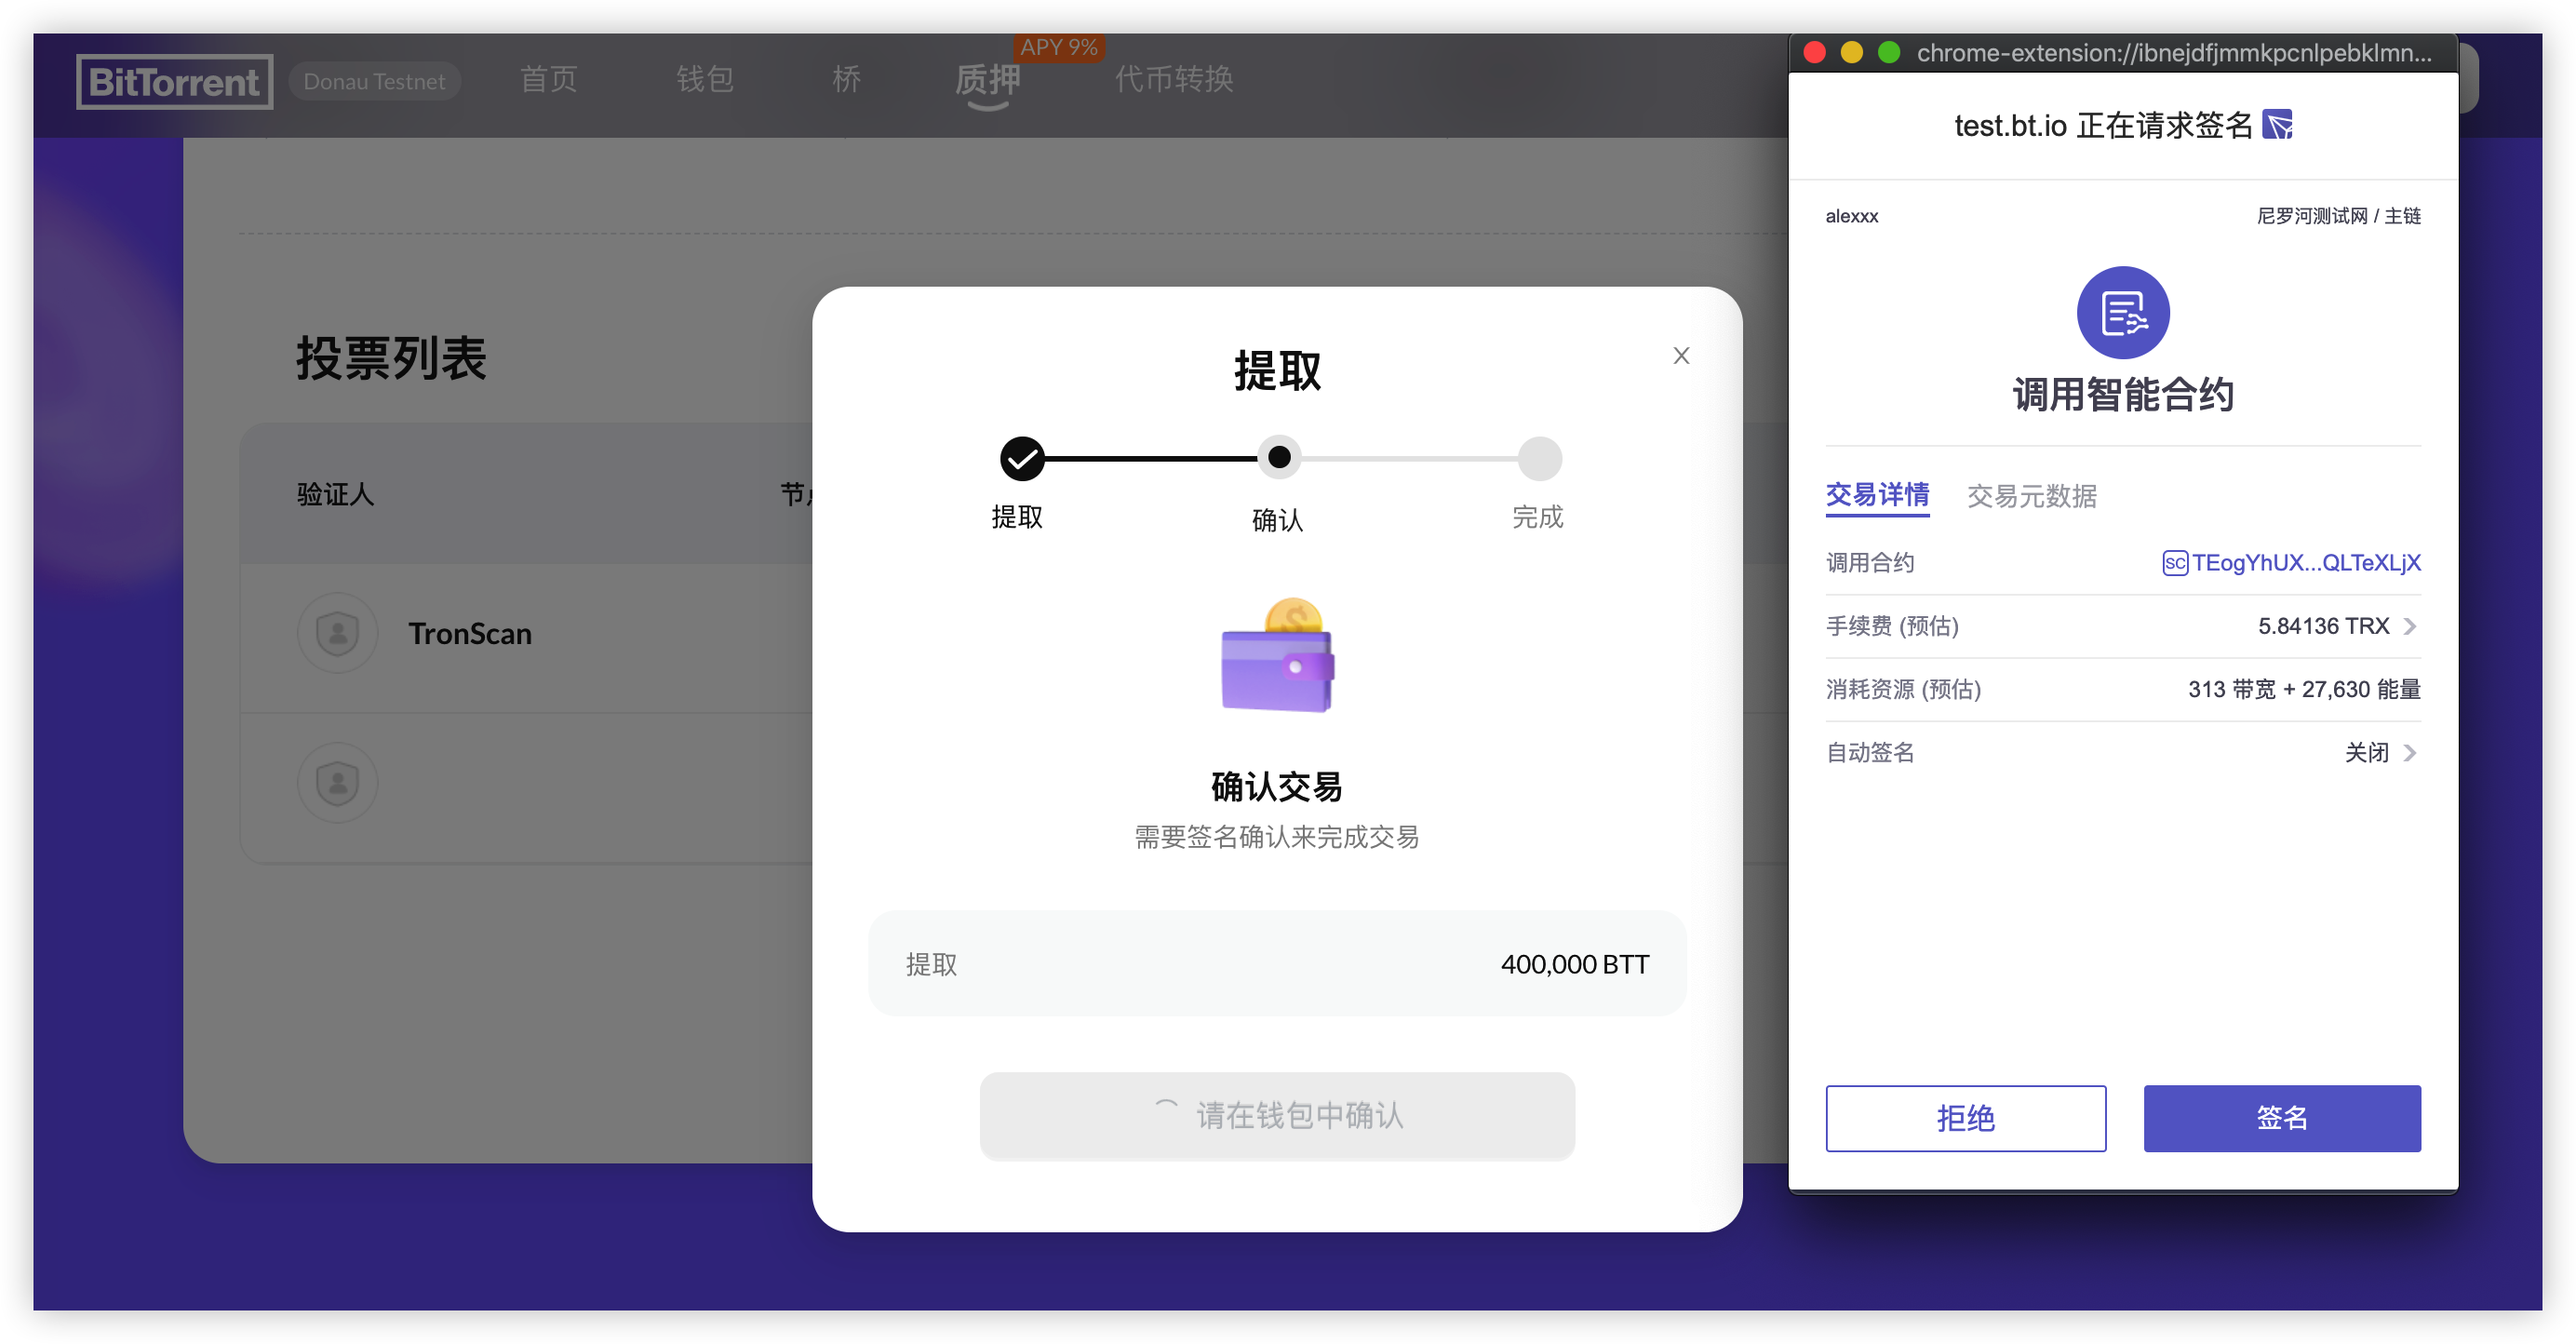 BitTorrent
Donau Testnet
首页
钱包
桥
质押
APY 9%
代币转换
投票列表
验证人
TronScan
提取
X
提取
确认
完成
确认交易
需要签名确认来完成交易
提取 400,000 BTT
请在钱包中确认
chrome-extension://ibnejdfjmmkpcnlpebklmn...
test.bt.io 正在请求签名
alexxx 尼罗河测试网 / 主链
调用智能合约
交易详情 交易元数据
调用合约 SC TEogYhUX...QLTeXLjX
手续费 (预估) 5.84136 TRX
消耗资源 (预估) 313 带宽 + 27,630 能量
自动签名 关闭
拒绝 签名